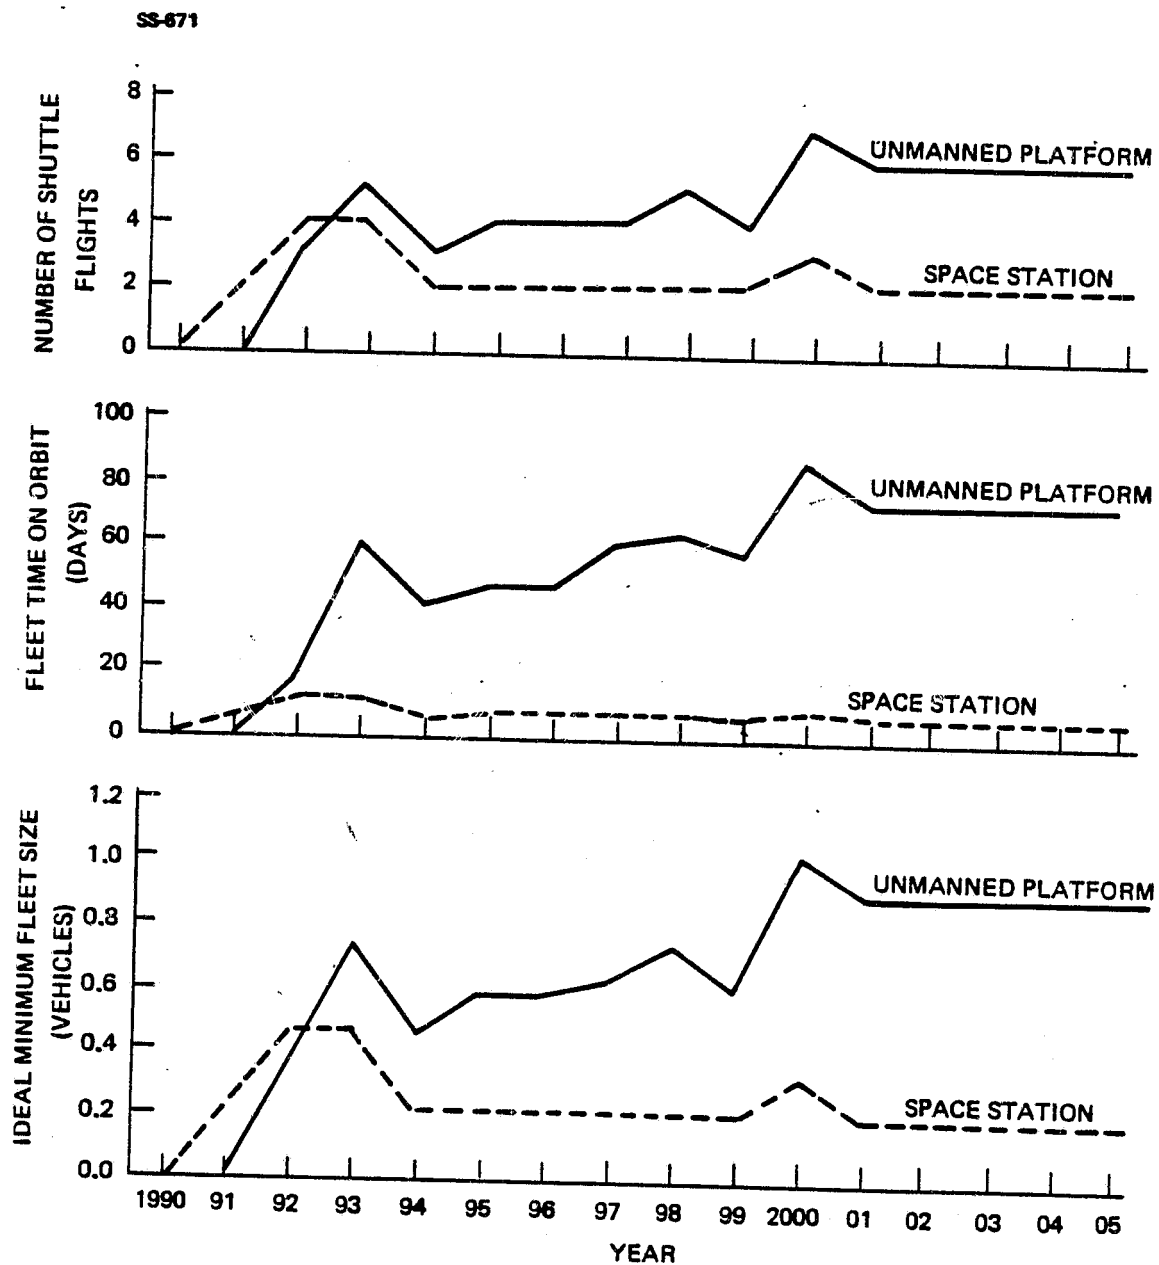 SS-671
NUMBER OF SHUTTLE
FLIGHTS
8
6
4
2
0
UNMANNED PLATFORM
SPACE STATION
FLEET TIME ON ORBIT
(DAYS)
100
80
60
40
20
0
UNMANNED PLATFORM
SPACE STATION
IDEAL MINIMUM FLEET SIZE
(VEHICLES)
1.2
1.0
0.8
0.6
0.4
0.2
0.0
UNMANNED PLATFORM
SPACE STATION
1990 91 92 93 94 95 96 97 98 99 2000 01 02 03 04 05
YEAR